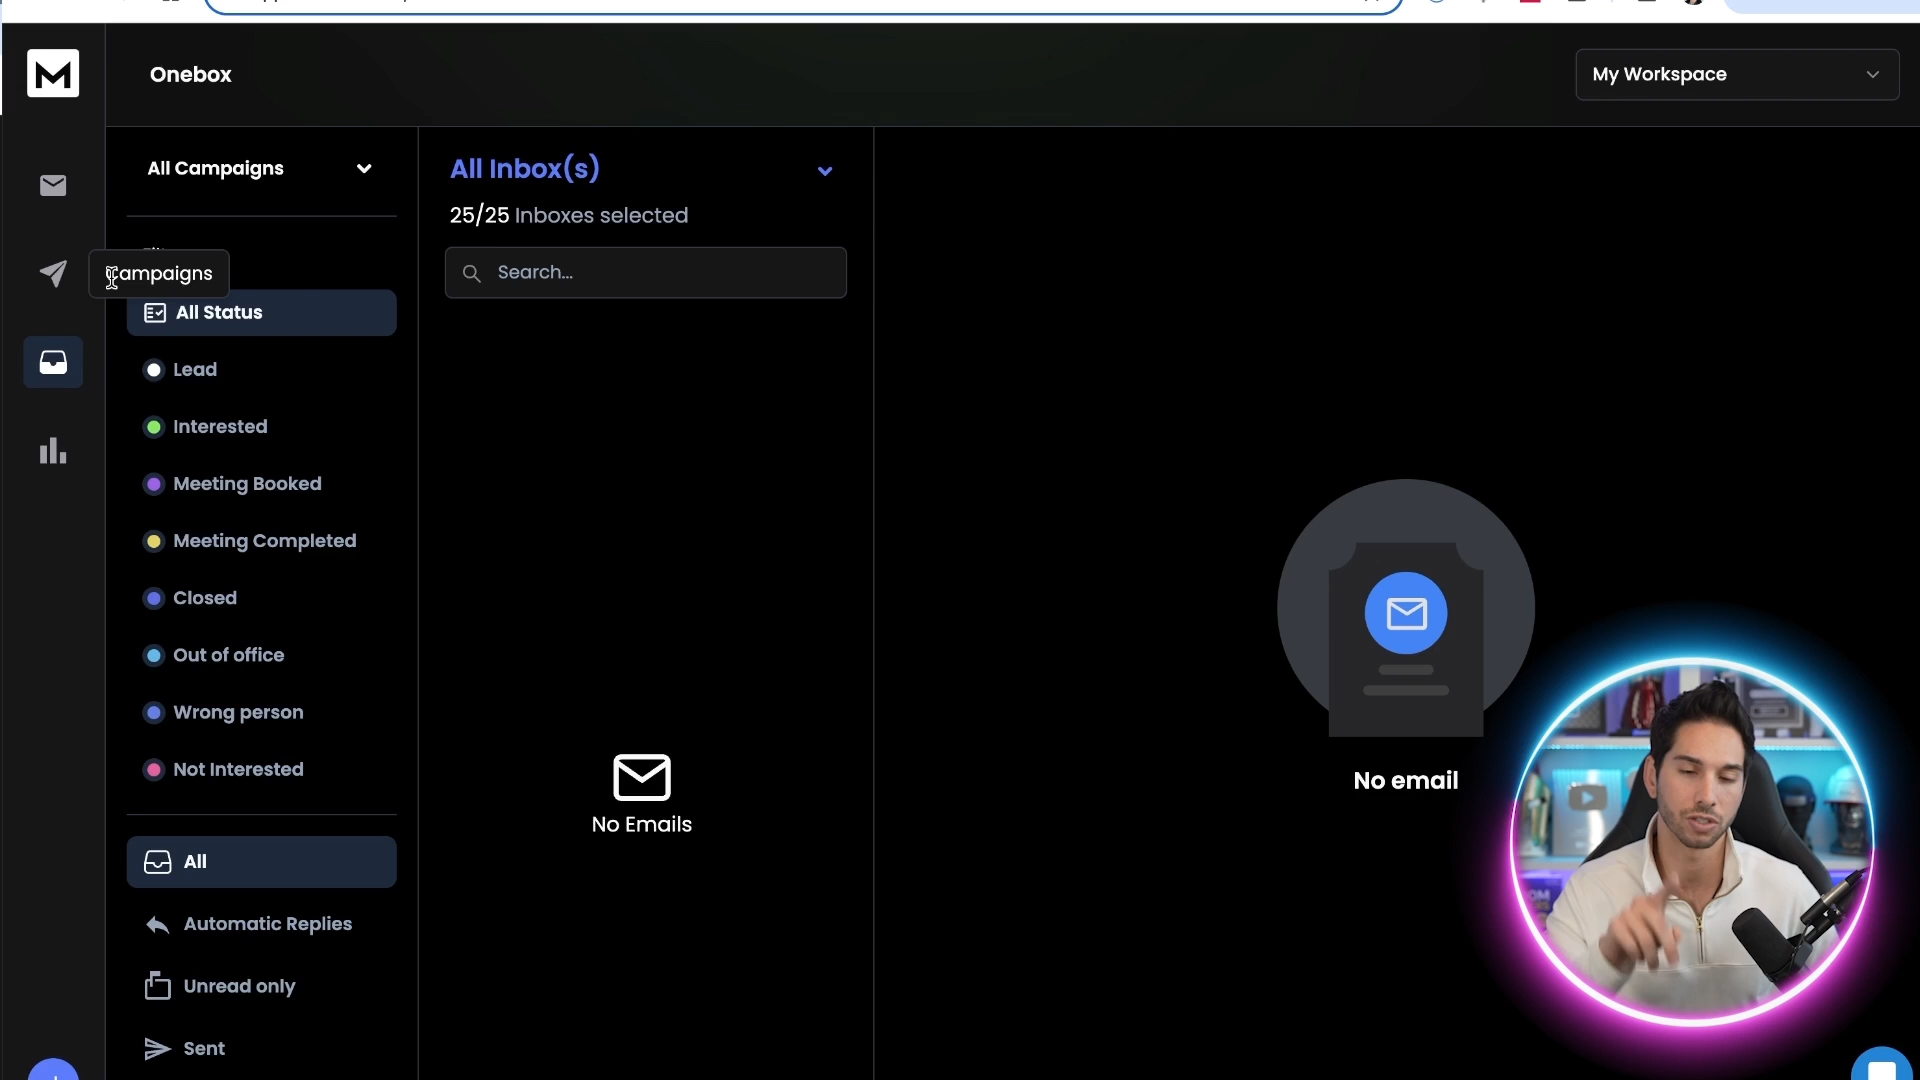 Onebox
My Workspace
All Campaigns
All Inbox(s)
25/25 Inboxes selected
Campaigns
Search...
All Status
Lead
Interested
Meeting Booked
Meeting Completed
Closed
Out of office
Wrong person
Not Interested
No email
No Emails
All
Automatic Replies
Unread only
Sent